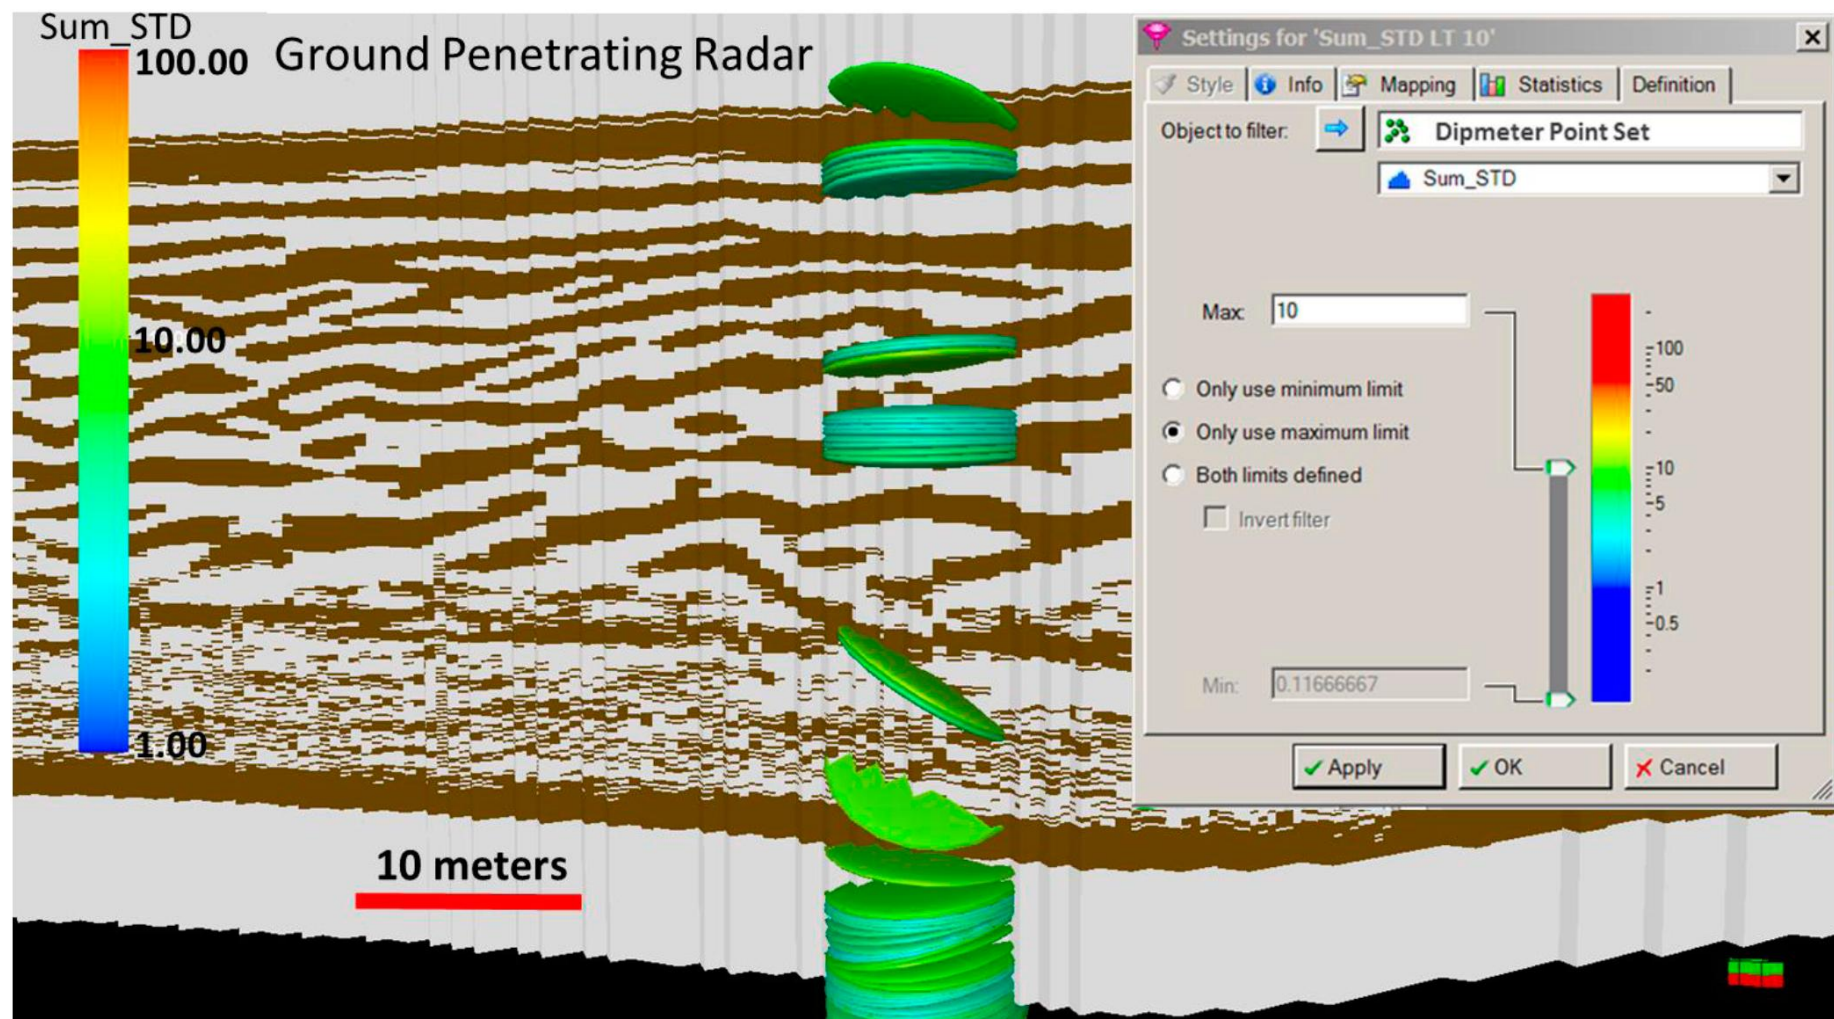 Sum_STD
100.00
Ground Penetrating Radar
10.00
1.00
10 meters
Settings for 'Sum_STD LT 10'
Style
Info
Mapping
Statistics
Definition
Object to filter:
Dipmeter Point Set
Sum_STD
Max:
10
Only use minimum limit
Only use maximum limit
Both limits defined
Invert filter
Min:
0.11666667
100
50
10
5
1
0.5
Apply
OK
Cancel